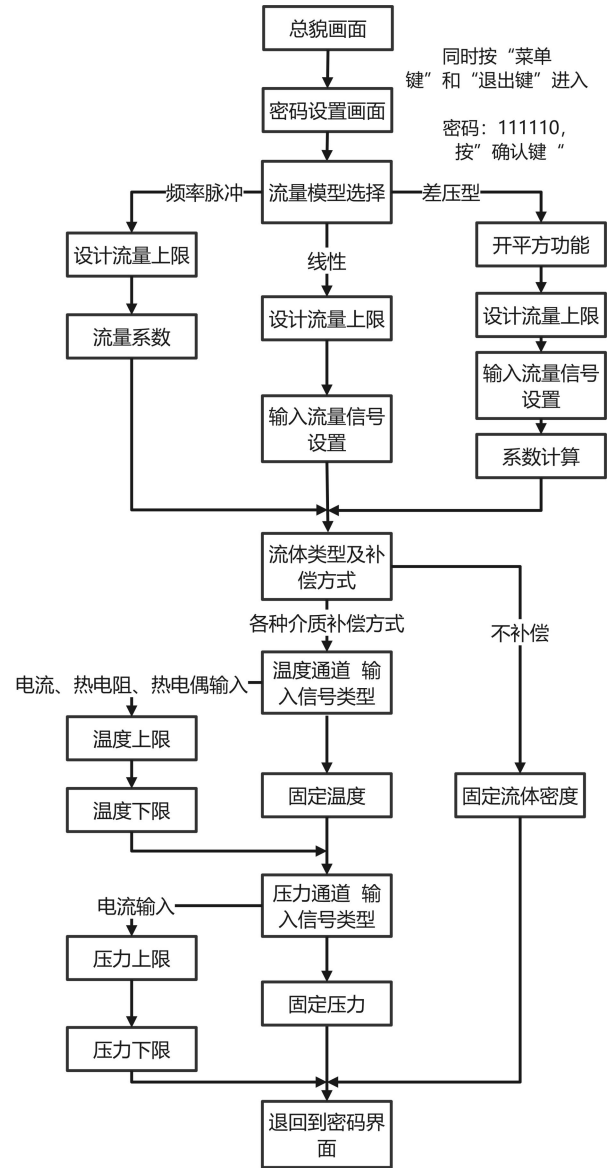 总貌画面
同时按“菜单
键”和“退出键”进入
密码设置画面
密码：111110，
按”确认键“
频率脉冲
流量模型选择
差压型
设计流量上限
线性
开平方功能
流量系数
设计流量上限
设计流量上限
输入流量信号
设置
输入流量信号
设置
系数计算
流体类型及补
偿方式
各种介质补偿方式
不补偿
电流、热电阻、热电偶输入
温度通道 输
入信号类型
温度上限
温度下限
固定温度
固定流体密度
电流输入
压力通道 输
入信号类型
压力上限
固定压力
压力下限
退回到密码界
面